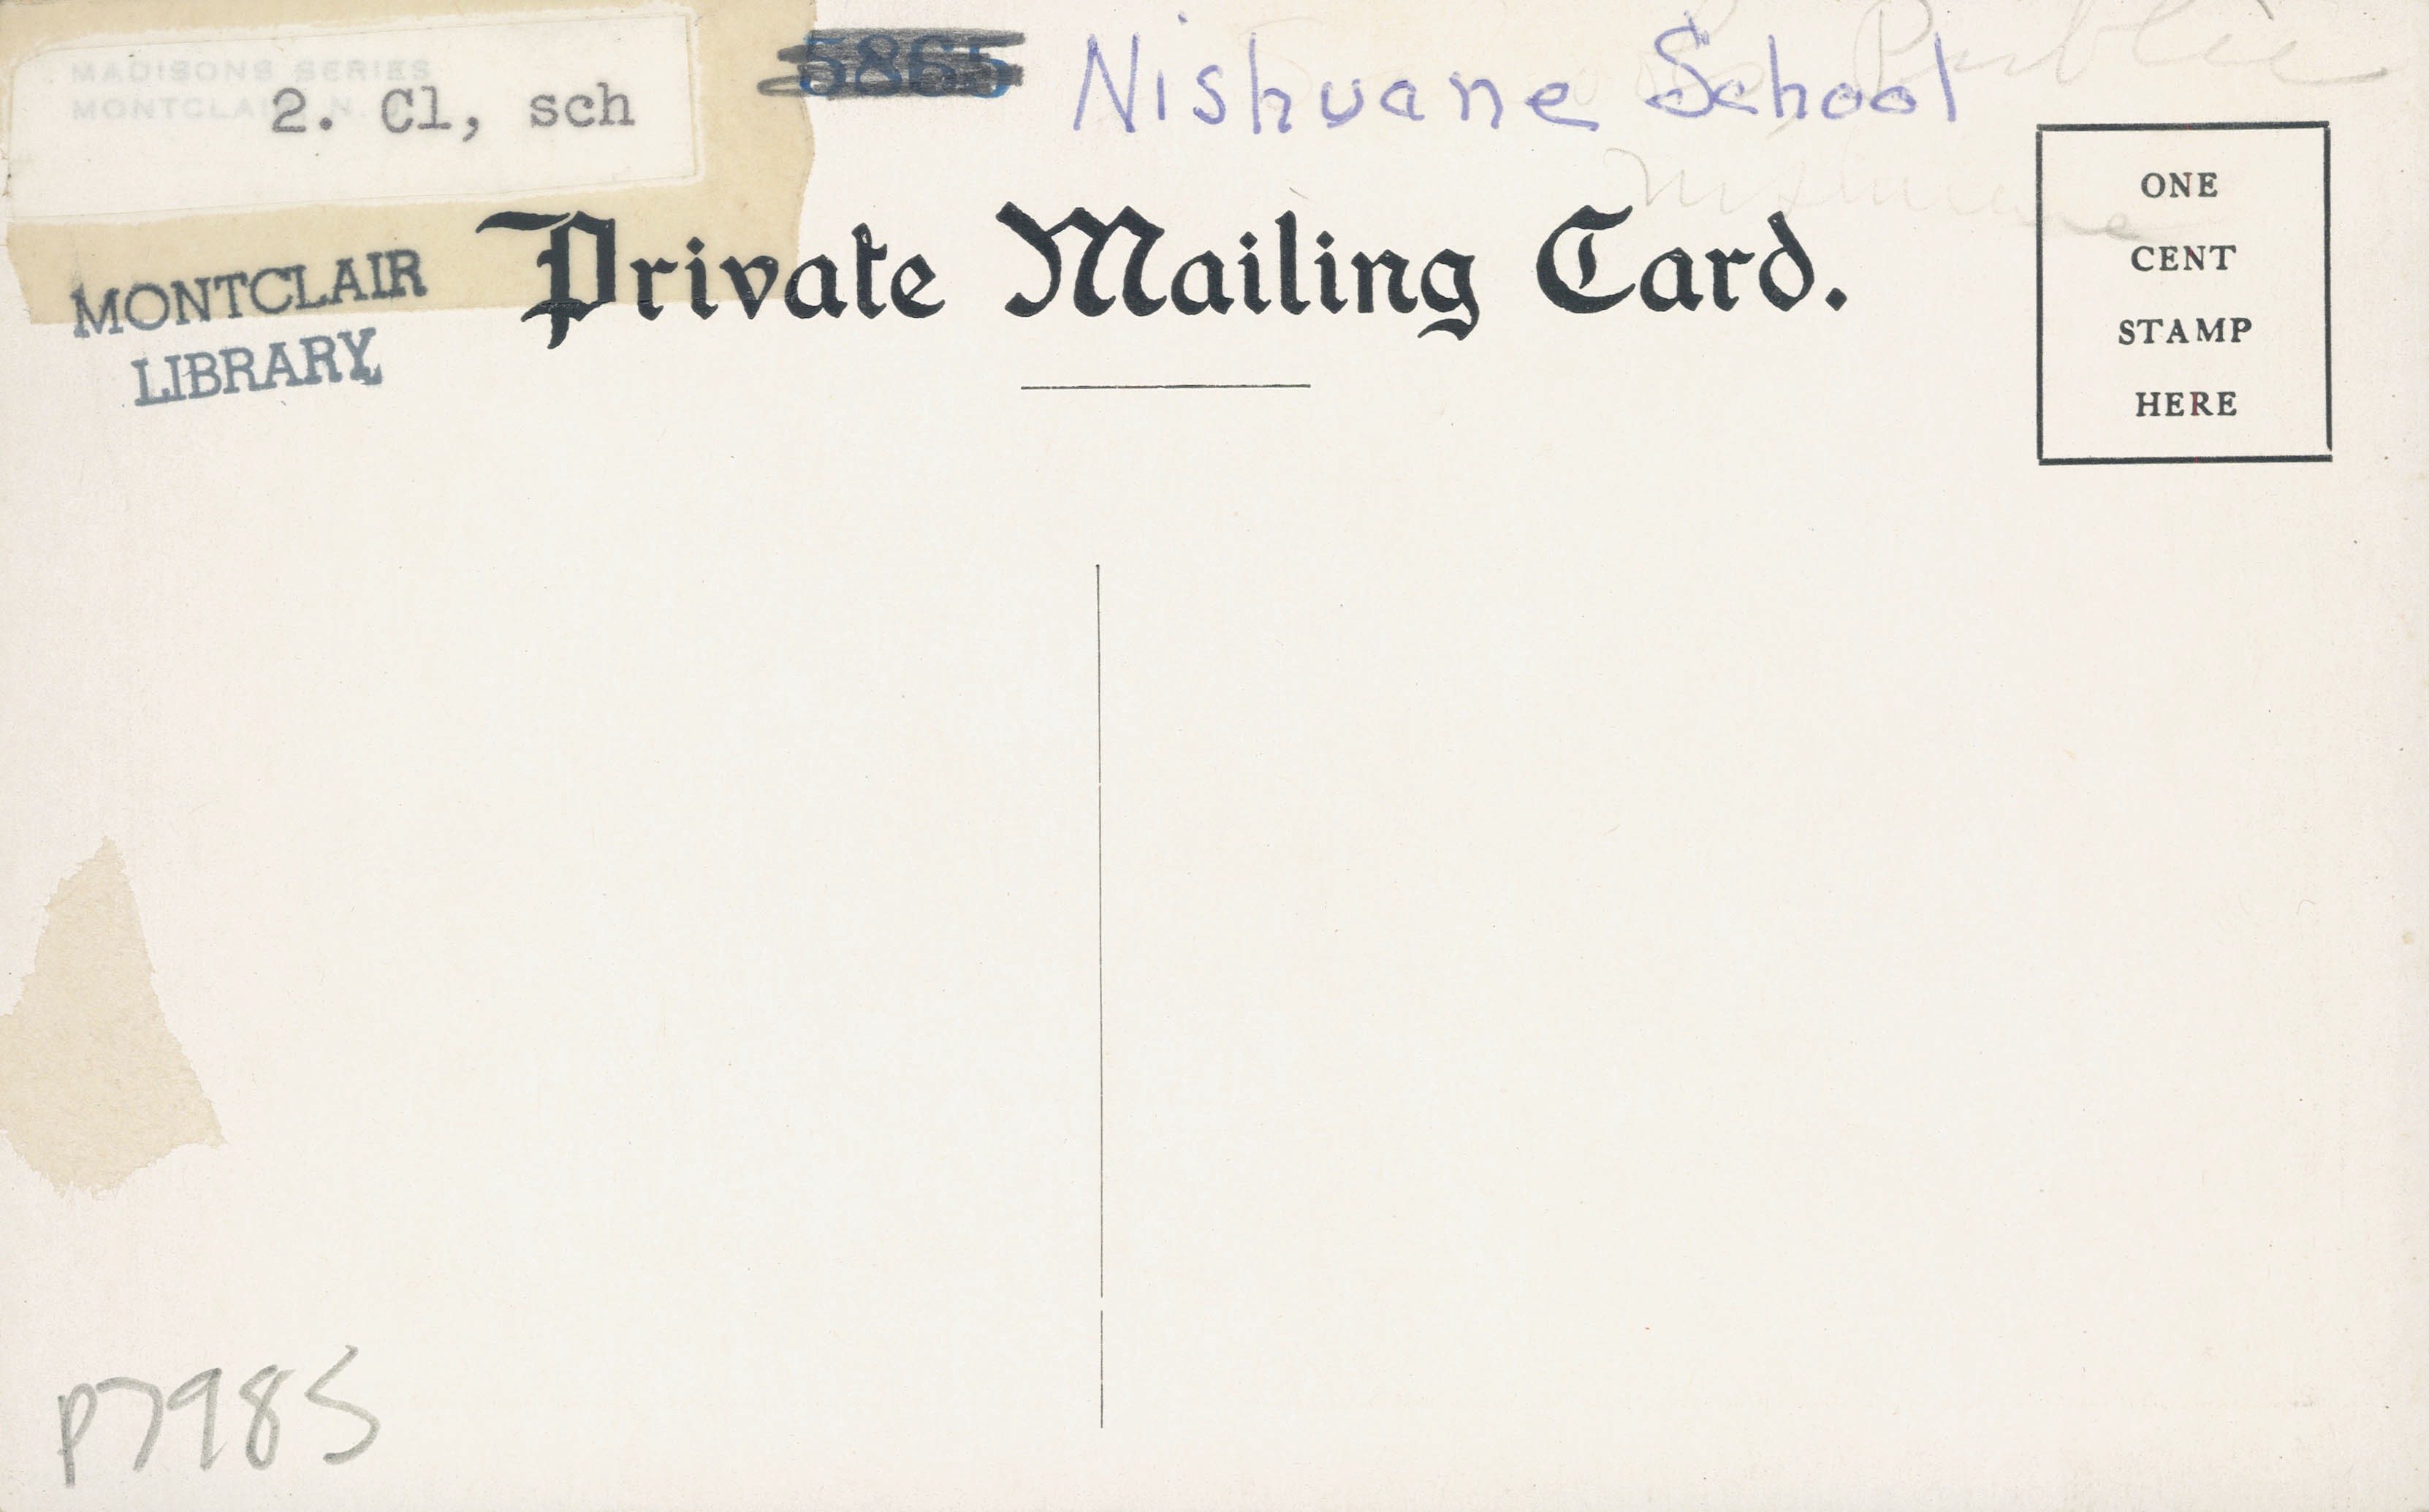 MADISONS SERIES
MONTCLAIR, N.
2. Cl, sch
5865
Nishuane School
Public
Nishuane
MONTCLAIR
LIBRARY
Private Mailing Card.
ONE
CENT
STAMP
HERE
P7985